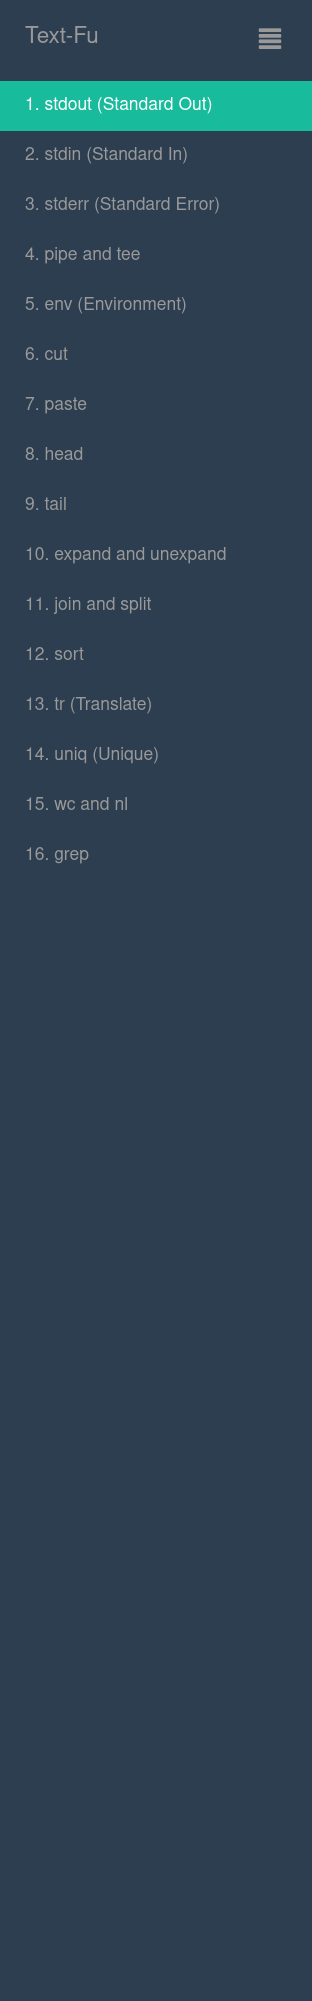 Text-Fu
1. stdout (Standard Out)
2. stdin (Standard In)
3. stderr (Standard Error)
4. pipe and tee
5. env (Environment)
6. cut
7. paste
8. head
9. tail
10. expand and unexpand
11. join and split
12. sort
13. tr (Translate)
14. uniq (Unique)
15. wc and nl
16. grep